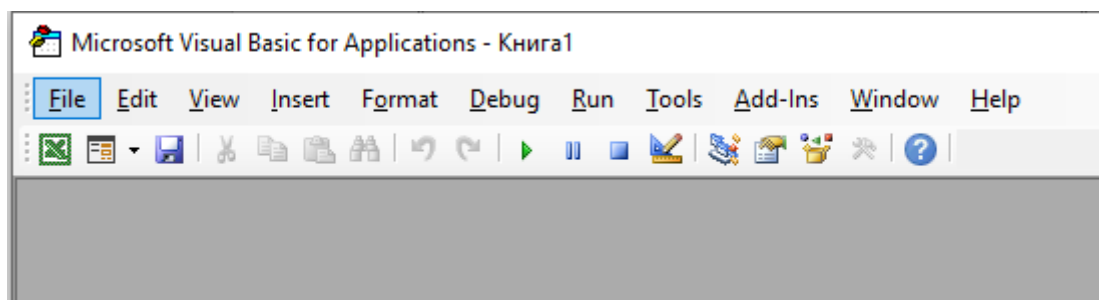 Microsoft Visual Basic for Applications - Книга1
File Edit View Insert Format Debug Run Tools Add-Ins Window Help